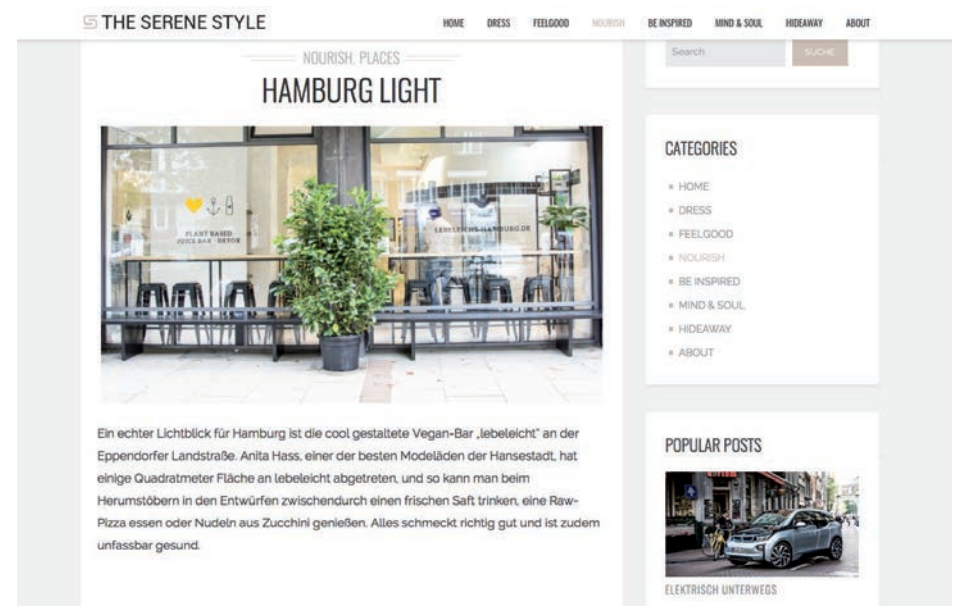 THE SERENE STYLE
HOME DRESS FEELGOOD NOURISH BE INSPIRED MIND & SOUL HIDEAWAY ABOUT
NOURISH, PLACES
HAMBURG LIGHT
PLANT BASED
JUICE BAR · DETOX
LEBELEICHT-HAMBURG.DE
Ein echter Lichtblick für Hamburg ist die cool gestaltete Vegan-Bar „lebeleicht“ an der
Eppendorfer Landstraße. Anita Hass, einer der besten Modeläden der Hansestadt, hat
einige Quadratmeter Fläche an lebeleicht abgetreten, und so kann man beim
Herumstöbern in den Entwürfen zwischendurch einen frischen Saft trinken, eine Raw-
Pizza essen oder Nudeln aus Zucchini genießen. Alles schmeckt richtig gut und ist zudem
unfassbar gesund.
Search
SUCHE
CATEGORIES
HOME
DRESS
FEELGOOD
NOURISH
BE INSPIRED
MIND & SOUL
HIDEAWAY
ABOUT
POPULAR POSTS
ELEKTRISCH UNTERWEGS